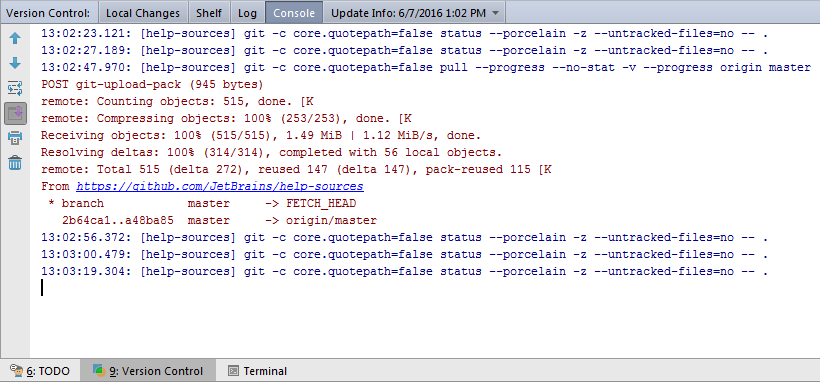 Version Control: Local Changes Shelf Log Console Update Info: 6/7/2016 1:02 PM
13:02:23.121: [help-sources] git -c core.quotepath=false status --porcelain -z --untracked-files=no -- .
13:02:27.189: [help-sources] git -c core.quotepath=false status --porcelain -z --untracked-files=no -- .
13:02:47.970: [help-sources] git -c core.quotepath=false pull --progress --no-stat -v --progress origin master
POST git-upload-pack (945 bytes)
remote: Counting objects: 515, done. [K
remote: Compressing objects: 100% (253/253), done. [K
Receiving objects: 100% (515/515), 1.49 MiB | 1.12 MiB/s, done.
Resolving deltas: 100% (314/314), completed with 56 local objects.
remote: Total 515 (delta 272), reused 147 (delta 147), pack-reused 115 [K
From https://github.com/JetBrains/help-sources
* branch master -> FETCH_HEAD
2b64ca1..a48ba85 master -> origin/master
13:02:56.372: [help-sources] git -c core.quotepath=false status --porcelain -z --untracked-files=no -- .
13:03:00.479: [help-sources] git -c core.quotepath=false status --porcelain -z --untracked-files=no -- .
13:03:19.304: [help-sources] git -c core.quotepath=false status --porcelain -z --untracked-files=no -- .
6: TODO 9: Version Control Terminal